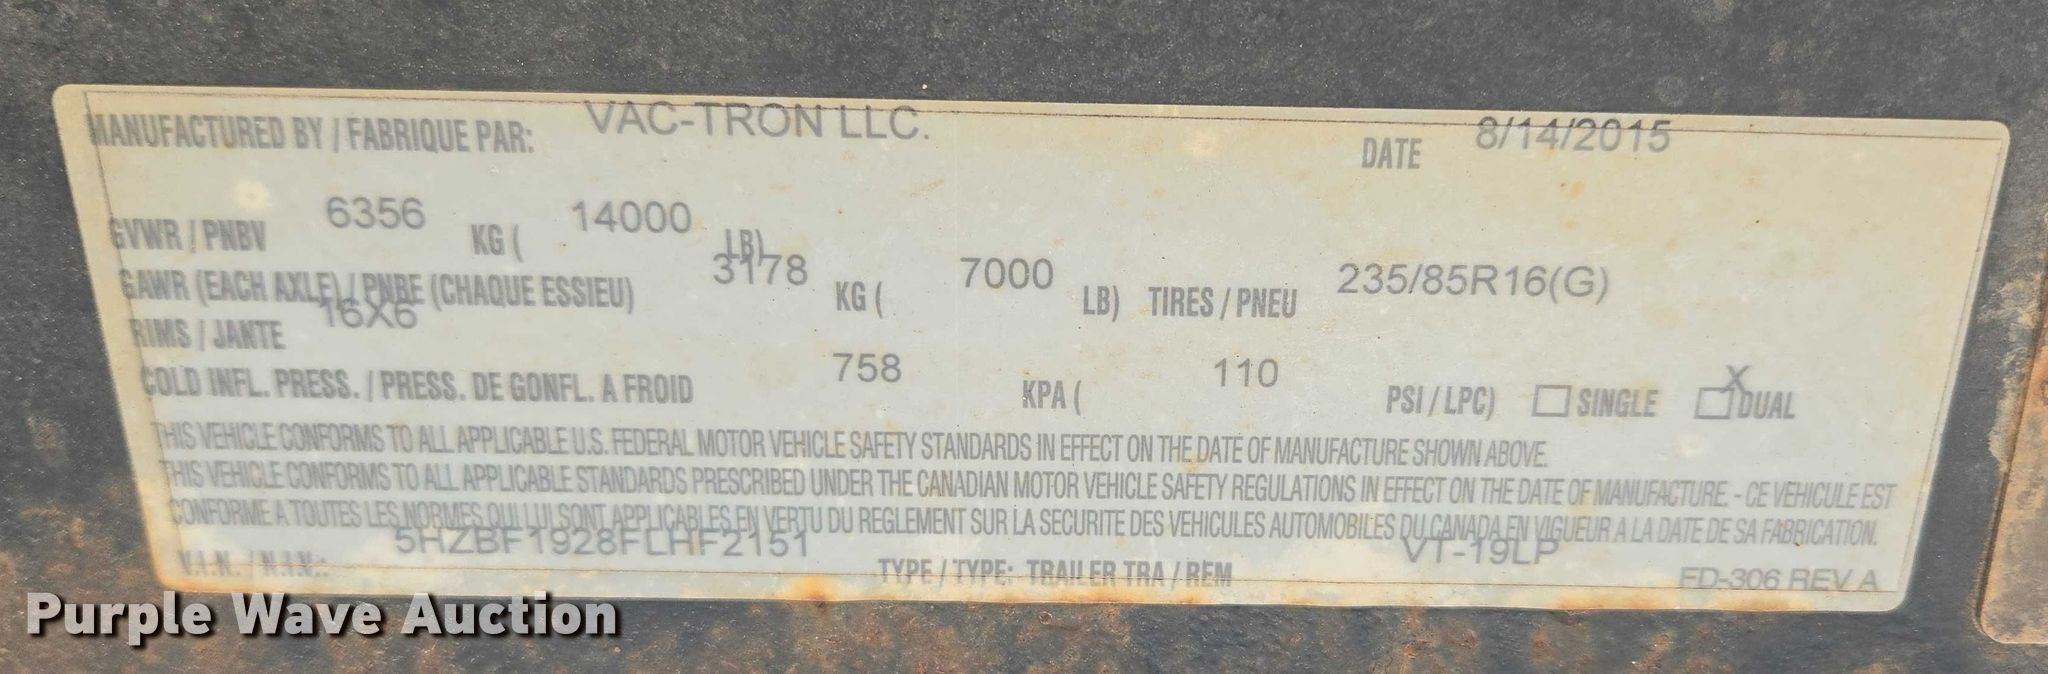 MANUFACTURED BY / FABRIQUE PAR: VAC-TRON LLC. DATE 8/14/2015
GVWR / PNBV 6356 KG ( 14000 LB)
GAWR (EACH AXLE) / PNBE (CHAQUE ESSIEU) 3178 KG ( 7000 LB) TIRES / PNEU 235/85R16(G)
RIMS / JANTE 16X6
COLD INFL. PRESS. / PRESS. DE GONFL. A FROID 758 KPA ( 110 PSI / LPC) SINGLE X DUAL
THIS VEHICLE CONFORMS TO ALL APPLICABLE U.S. FEDERAL MOTOR VEHICLE SAFETY STANDARDS IN EFFECT ON THE DATE OF MANUFACTURE SHOWN ABOVE.
THIS VEHICLE CONFORMS TO ALL APPLICABLE STANDARDS PRESCRIBED UNDER THE CANADIAN MOTOR VEHICLE SAFETY REGULATIONS IN EFFECT ON THE DATE OF MANUFACTURE. - CE VEHICULE EST
CONFORME A TOUTES LES NORMES QUI LUI SONT APPLICABLES EN VERTU DU REGLEMENT SUR LA SECURITE DES VEHICULES AUTOMOBILES DU CANADA EN VIGUEUR A LA DATE DE SA FABRICATION.
V.I.N. / N.I.V.: 5HZBF1928FLHF2151 TYPE / TYPE: TRAILER TRA / REM VT-19LP FD-306 REV A
Purple Wave Auction